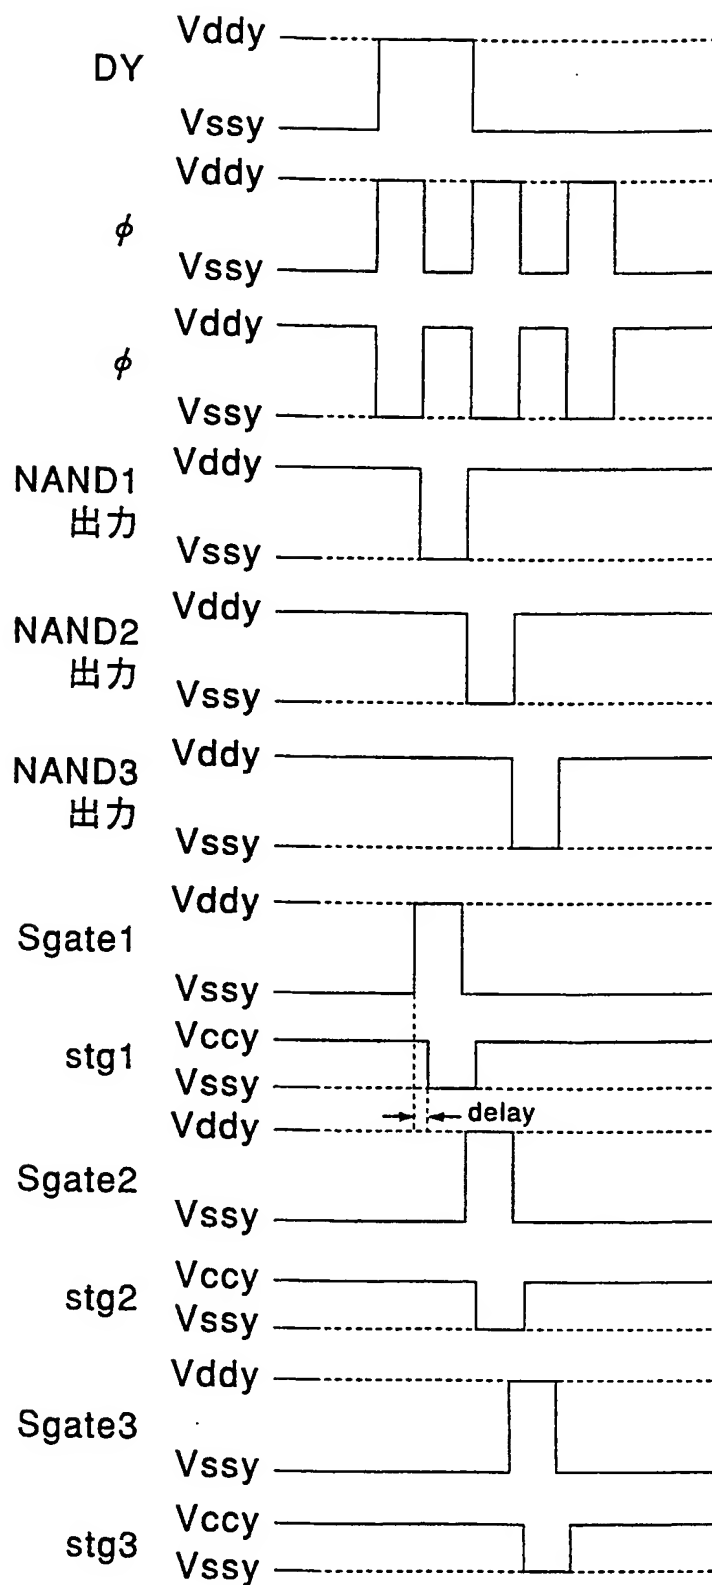 Vddy
DY
Vssy
Vddy
ϕ
Vssy
Vddy
ϕ
Vssy
Vddy
NAND1
出力
Vssy
Vddy
NAND2
出力
Vssy
Vddy
NAND3
出力
Vssy
Vddy
Sgate1
Vssy
Vccy
stg1
Vssy
delay
Vddy
Sgate2
Vssy
Vccy
stg2
Vssy
Vddy
Sgate3
Vssy
Vccy
stg3
Vssy